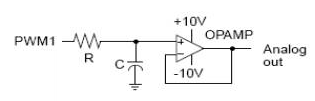 +10V
OPAMP
PWM1
R
C
+
-
Analog
out
-10V